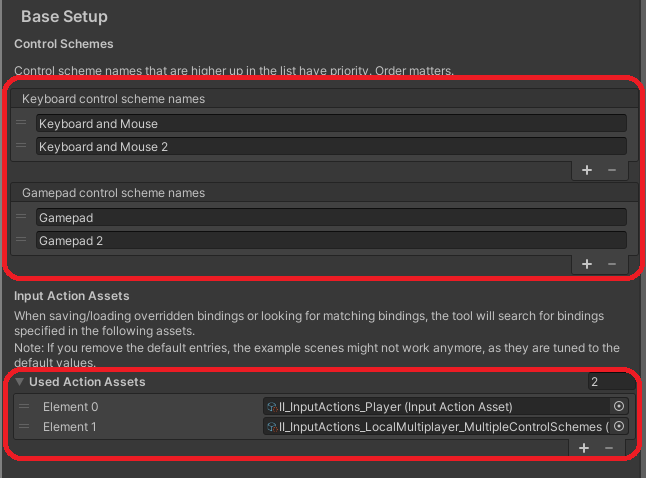 Base Setup
Control Schemes
Control scheme names that are higher up in the list have priority. Order matters.
Keyboard control scheme names
Keyboard and Mouse
Keyboard and Mouse 2
+ −
Gamepad control scheme names
Gamepad
Gamepad 2
+ −
Input Action Assets
When saving/loading overridden bindings or looking for matching bindings, the tool will search for bindings
specified in the following assets.
Note: If you remove the default entries, the example scenes might not work anymore, as they are tuned to the
default values.
Used Action Assets 2
Element 0 II_InputActions_Player (Input Action Asset)
Element 1 II_InputActions_LocalMultiplayer_MultipleControlSchemes (
+ −